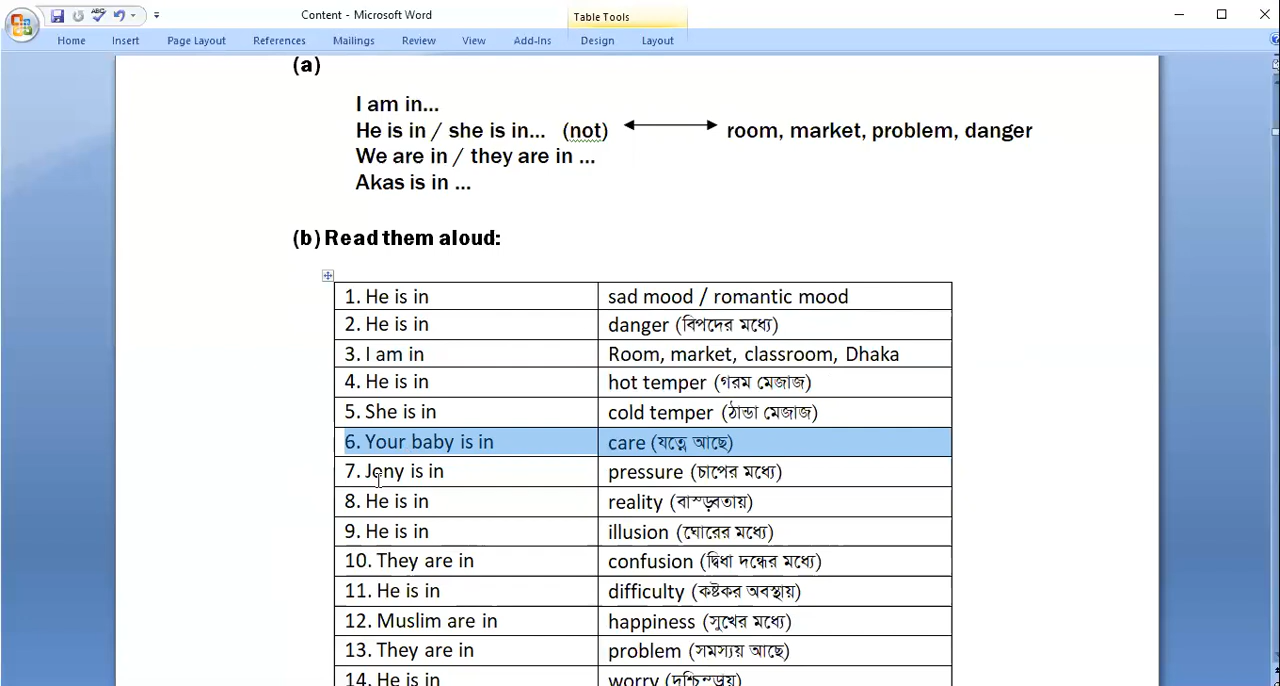 Content - Microsoft Word
Table Tools
Home Insert Page Layout References Mailings Review View Add-Ins Design Layout
(a)
I am in...
He is in / she is in... (not) room, market, problem, danger
We are in / they are in ...
Akas is in ...
(b) Read them aloud:
1. He is in sad mood / romantic mood
2. He is in danger (বিপদের মধ্যে)
3. I am in Room, market, classroom, Dhaka
4. He is in hot temper (গরম মেজাজ)
5. She is in cold temper (ঠান্ডা মেজাজ)
6. Your baby is in care (যত্নে আছে)
7. Jeny is in pressure (চাপের মধ্যে)
8. He is in reality (বাস্ড়বতায়)
9. He is in illusion (ঘোরের মধ্যে)
10. They are in confusion (দ্বিধা দন্ধের মধ্যে)
11. He is in difficulty (কষ্টকর অবস্থায়)
12. Muslim are in happiness (সুখের মধ্যে)
13. They are in problem (সমস্যয় আছে)
14. He is in worry